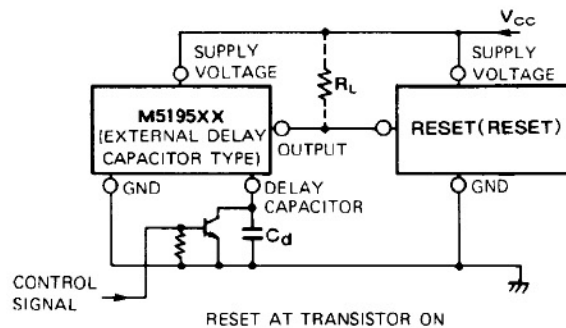 Vcc
SUPPLY
VOLTAGE
SUPPLY
VOLTAGE
RL
M5195XX
(EXTERNAL DELAY
CAPACITOR TYPE)
OUTPUT
RESET(RESET)
GND
DELAY
CAPACITOR
GND
Cd
CONTROL
SIGNAL
RESET AT TRANSISTOR ON